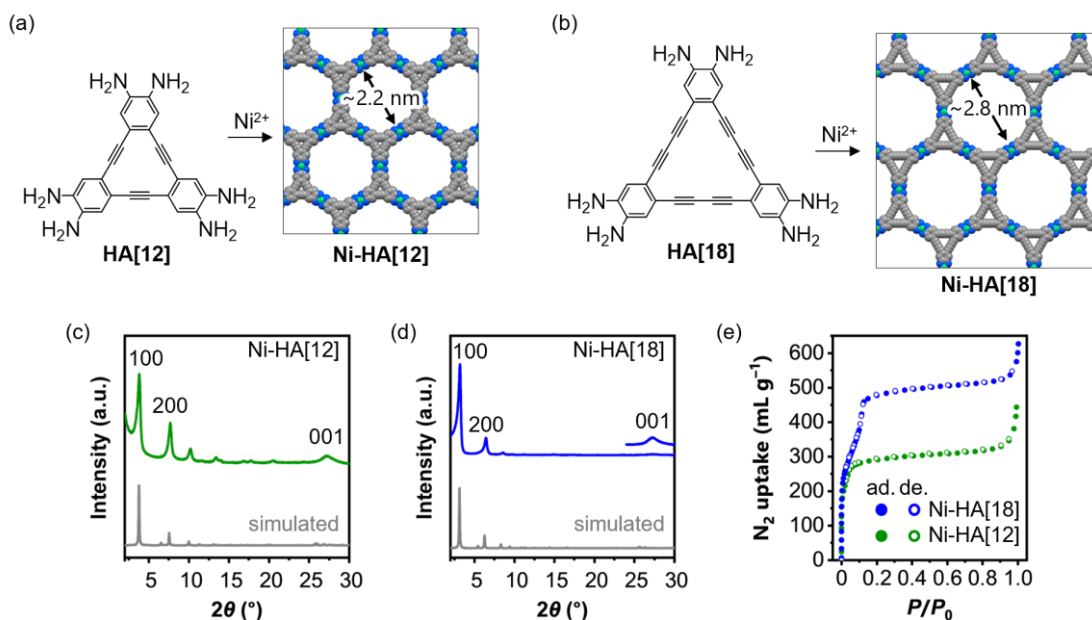 (a)
NH₂
NH₂
H₂N
H₂N
NH₂
NH₂
HA[12]
Ni²⁺
~2.2 nm
Ni-HA[12]
(b)
NH₂
NH₂
H₂N
H₂N
NH₂
NH₂
HA[18]
Ni²⁺
~2.8 nm
Ni-HA[18]
(c)
Ni-HA[12]
100
200
001
simulated
Intensity (a.u.)
5 10 15 20 25 30
2θ (°)
(d)
Ni-HA[18]
100
200
001
simulated
Intensity (a.u.)
5 10 15 20 25 30
2θ (°)
(e)
N₂ uptake (mL g⁻¹)
600
500
400
300
200
100
0
ad. de.
Ni-HA[18]
Ni-HA[12]
0 0.2 0.4 0.6 0.8 1.0
P/P₀